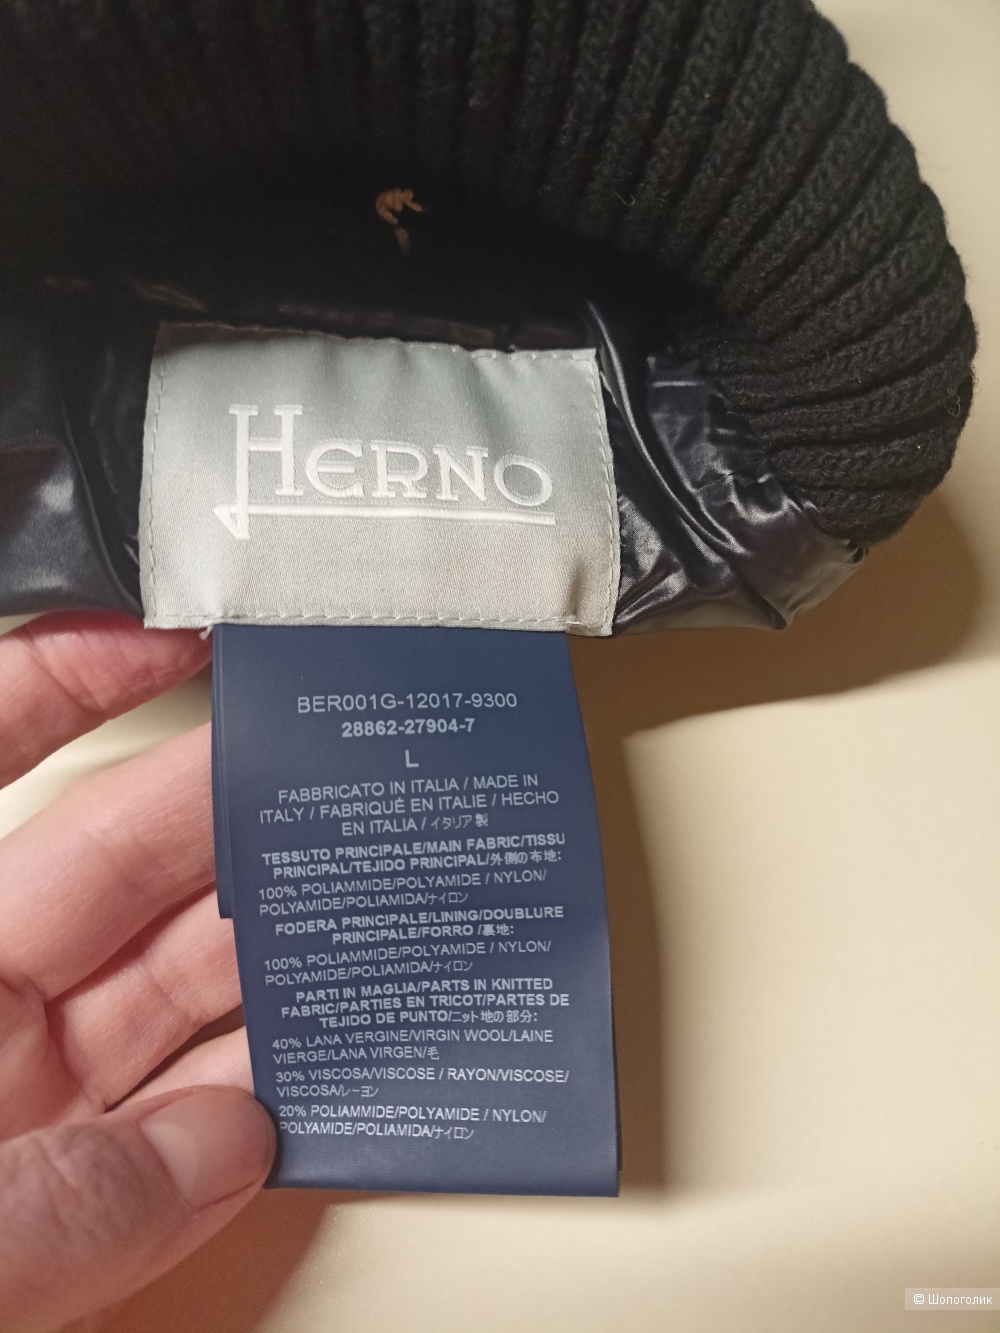 HERNO
BER001G-12017-9300
28862-27904-7
L
FABBRICATO IN ITALIA / MADE IN
ITALY / FABRIQUÉ EN ITALIE / HECHO
EN ITALIA / イタリア製
TESSUTO PRINCIPALE/MAIN FABRIC/TISSU
PRINCIPAL/TEJIDO PRINCIPAL/外側の布地:
100% POLIAMMIDE/POLYAMIDE / NYLON/
POLYAMIDE/POLIAMIDA/ナイロン
FODERA PRINCIPALE/LINING/DOUBLURE
PRINCIPALE/FORRO /裏地:
100% POLIAMMIDE/POLYAMIDE / NYLON/
POLYAMIDE/POLIAMIDA/ナイロン
PARTI IN MAGLIA/PARTS IN KNITTED
FABRIC/PARTIES EN TRICOT/PARTES DE
TEJIDO DE PUNTO/ニット地の部分:
40% LANA VERGINE/VIRGIN WOOL/LAINE
VIERGE/LANA VIRGEN/毛
30% VISCOSA/VISCOSE / RAYON/VISCOSE/
VISCOSA/レーヨン
20% POLIAMMIDE/POLYAMIDE / NYLON/
POLYAMIDE/POLIAMIDA/ナイロン
© Шопоголик